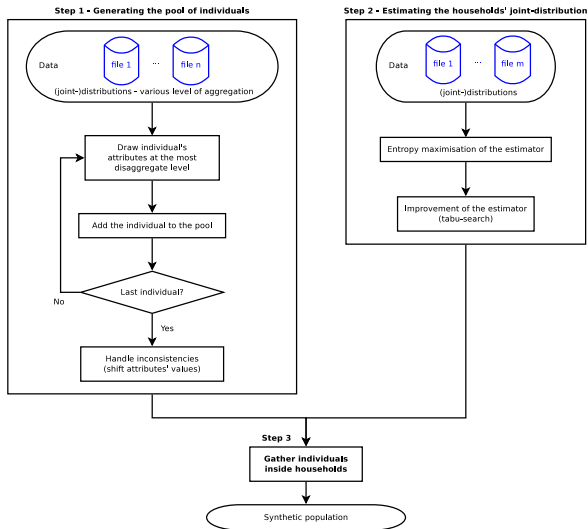 Step 1 - Generating the pool of individuals
Data
file 1
...
file n
(joint-)distributions - various level of aggregation
Draw individual's
attributes at the most
disaggregate level
Add the individual to the pool
Last individual?
No
Yes
Handle inconsistencies
(shift attributes' values)
Step 2 - Estimating the households' joint-distribution
Data
file 1
...
file m
(joint-)distributions
Entropy maximisation of the estimator
Improvement of the estimator
(tabu-search)
Step 3
Gather individuals
inside households
Synthetic population